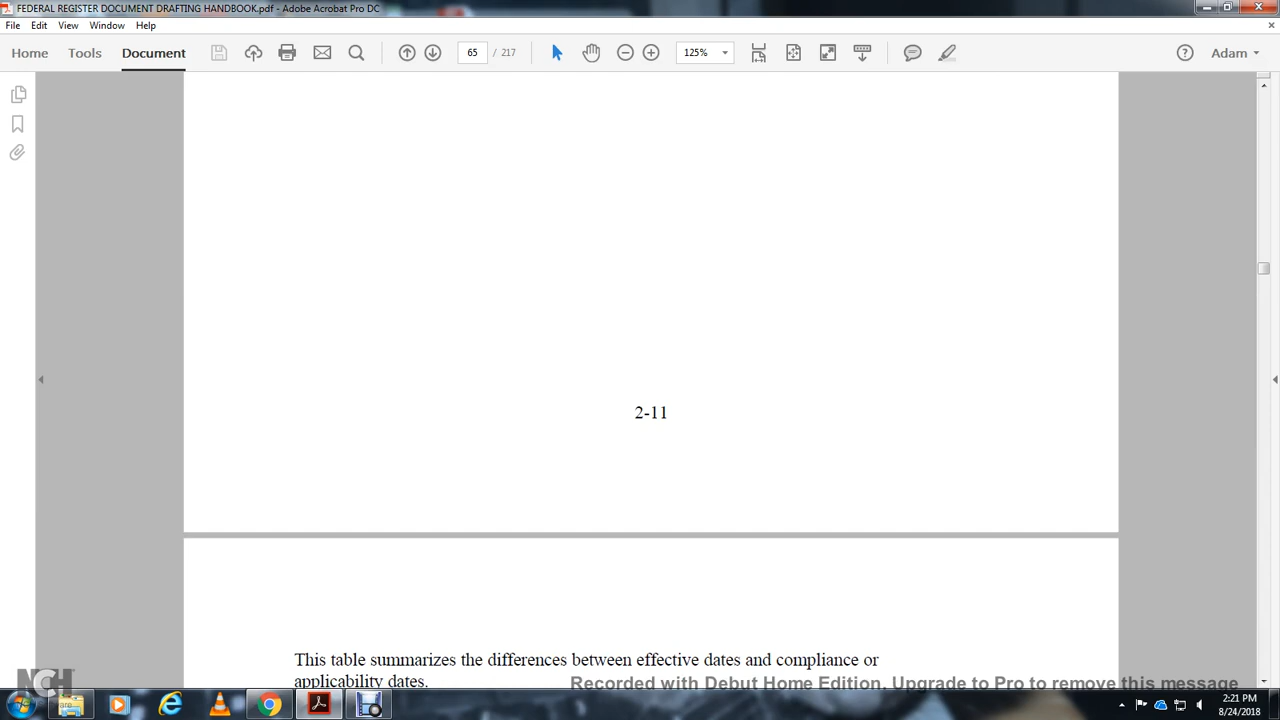 FEDERAL REGISTER DOCUMENT DRAFTING HANDBOOK.pdf - Adobe Acrobat Pro DC
File Edit View Window Help
Home Tools Document 65 / 217 125% Adam
2-11
This table summarizes the differences between effective dates and compliance or
applicability dates.
Recorded with Debut Home Edition. Upgrade to Pro to remove this message
NCH
2:21 PM
8/24/2018